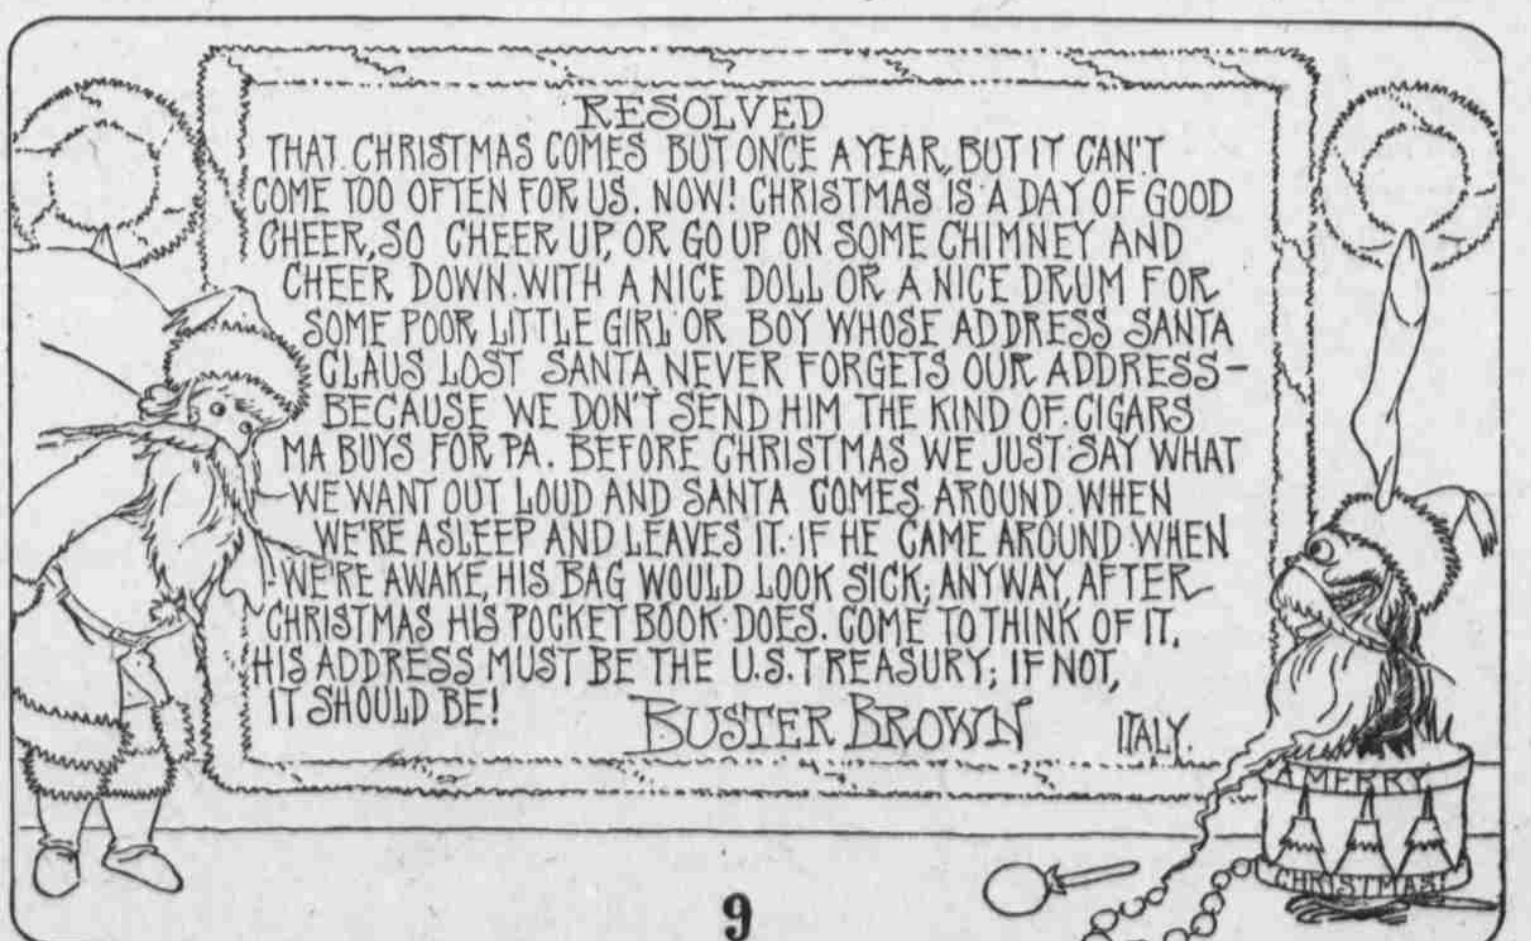 RESOLVED
THAT CHRISTMAS COMES BUT ONCE A YEAR, BUT IT CAN'T
COME TOO OFTEN FOR US. NOW! CHRISTMAS IS A DAY OF GOOD
CHEER, SO CHEER UP, OR GO UP ON SOME CHIMNEY AND
CHEER DOWN WITH A NICE DOLL OR A NICE DRUM FOR
SOME POOR LITTLE GIRL OR BOY WHOSE ADDRESS SANTA
CLAUS LOST SANTA NEVER FORGETS OUR ADDRESS-
BECAUSE WE DON'T SEND HIM THE KIND OF CIGARS
MA BUYS FOR PA. BEFORE CHRISTMAS WE JUST SAY WHAT
WE WANT OUT LOUD AND SANTA COMES AROUND WHEN
WE'RE ASLEEP AND LEAVES IT. IF HE CAME AROUND WHEN
WE'RE AWAKE, HIS BAG WOULD LOOK SICK; ANYWAY, AFTER
CHRISTMAS HIS POCKET BOOK DOES. COME TO THINK OF IT,
HIS ADDRESS MUST BE THE U.S. TREASURY; IF NOT,
IT SHOULD BE!
BUSTER BROWN ITALY.
A MERRY
CHRISTMAS!
9